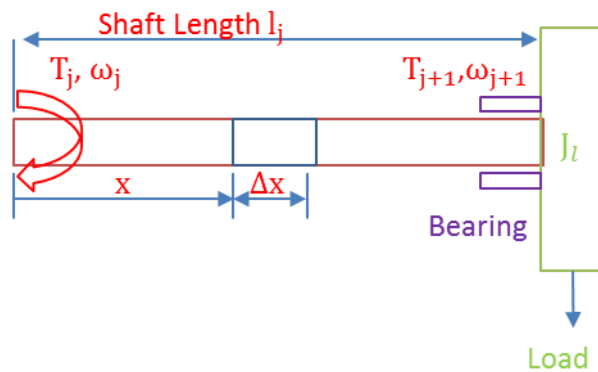 Shaft Length lⱼ
Tⱼ, ωⱼ
Tⱼ₊₁,ωⱼ₊₁
Jₗ
x
Δx
Bearing
Load